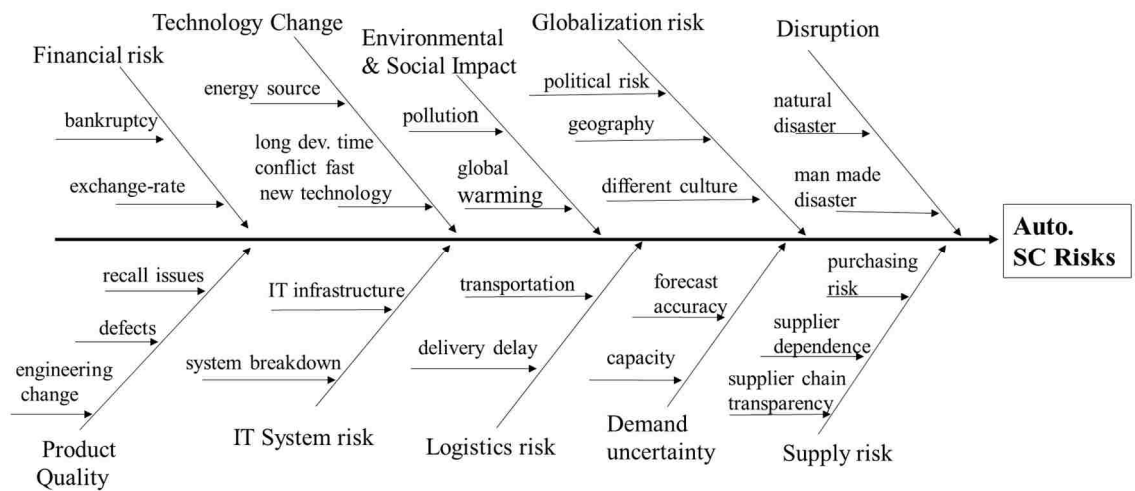 Financial risk
bankruptcy
exchange-rate
Technology Change
energy source
long dev. time
conflict fast
new technology
Environmental
& Social Impact
pollution
global
warming
Globalization risk
political risk
geography
different culture
Disruption
natural
disaster
man made
disaster
Auto.
SC Risks
recall issues
defects
engineering
change
Product
Quality
IT infrastructure
system breakdown
IT System risk
transportation
delivery delay
Logistics risk
forecast
accuracy
capacity
Demand
uncertainty
purchasing
risk
supplier
dependence
supplier chain
transparency
Supply risk